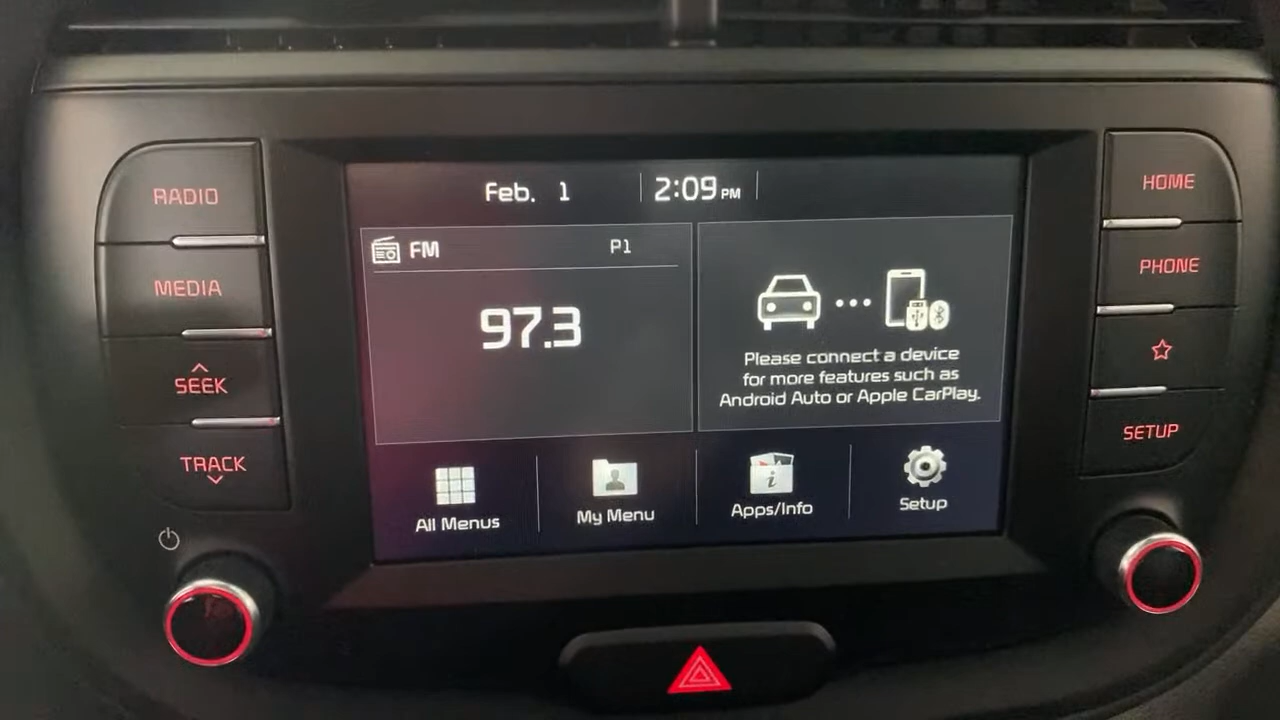 RADIO
MEDIA
SEEK
TRACK
Feb. 1
2:09 PM
FM
P1
97.3
Please connect a device
for more features such as
Android Auto or Apple CarPlay.
All Menus
My Menu
Apps/Info
Setup
HOME
PHONE
SETUP